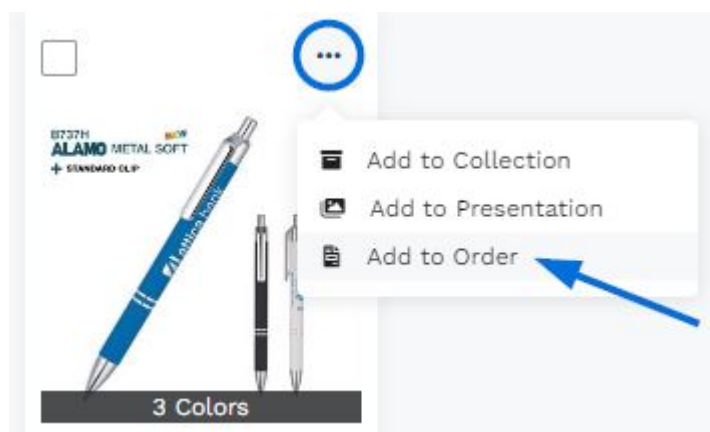 B737H NEW
ALAMO METAL SOFT
+ STANDARD CLIP
attica bank
Add to Collection
Add to Presentation
Add to Order
3 Colors